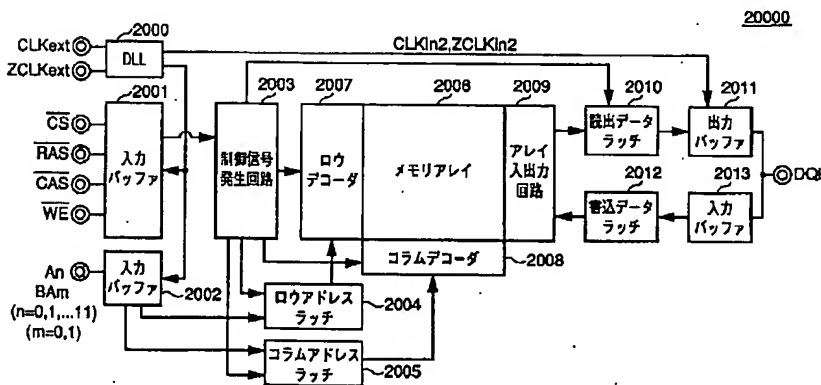 20000
CLKext
ZCLKext
2000
DLL
CLKin2,ZCLKin2
2001
入力
バッファ
CS
RAS
CAS
WE
2003
制御信号
発生回路
2007
ロウ
デコーダ
2008
メモリアレイ
2009
アレイ
入出力
回路
2010
読出データ
ラッチ
2011
出力
バッファ
2012
書込データ
ラッチ
2013
入力
バッファ
DQi
コラムデコーダ
2008
An
BAm
(n=0,1,...11)
(m=0,1)
入力
バッファ
2002
ロウアドレス
ラッチ
2004
コラムアドレス
ラッチ
2005